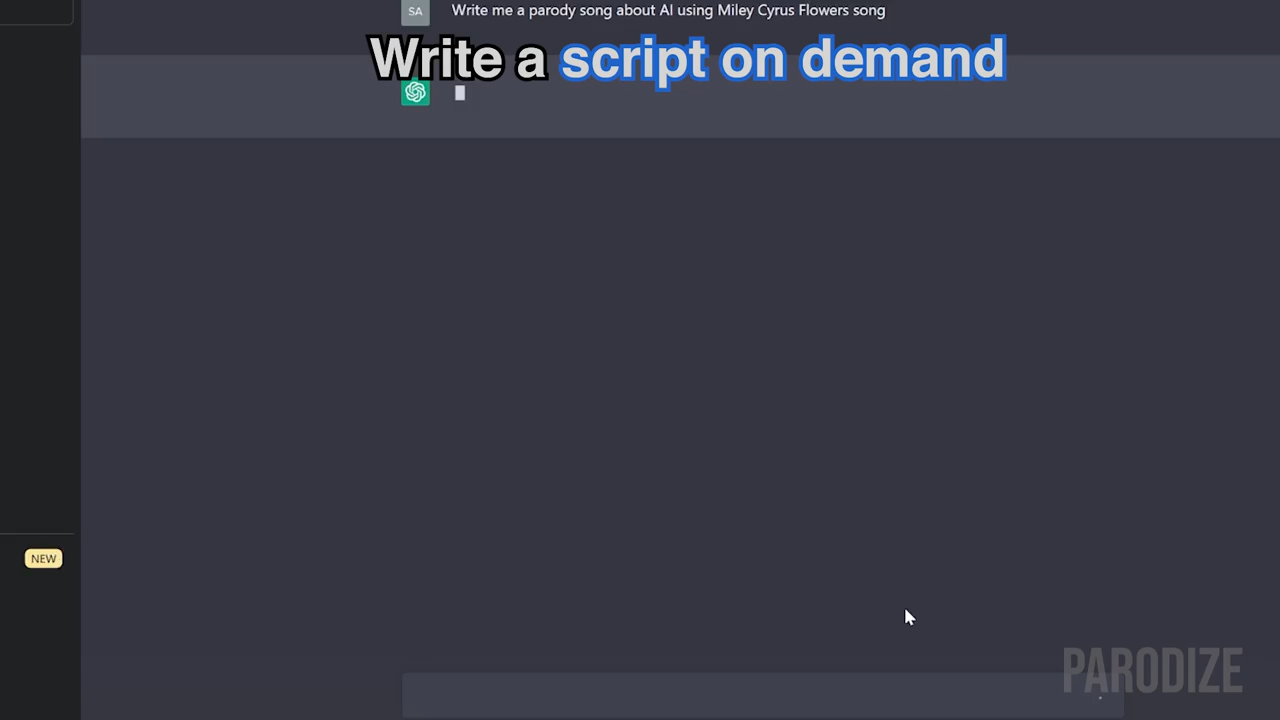 SA Write me a parody song about AI using Miley Cyrus Flowers song
Write a script on demand
NEW
PARODIZE